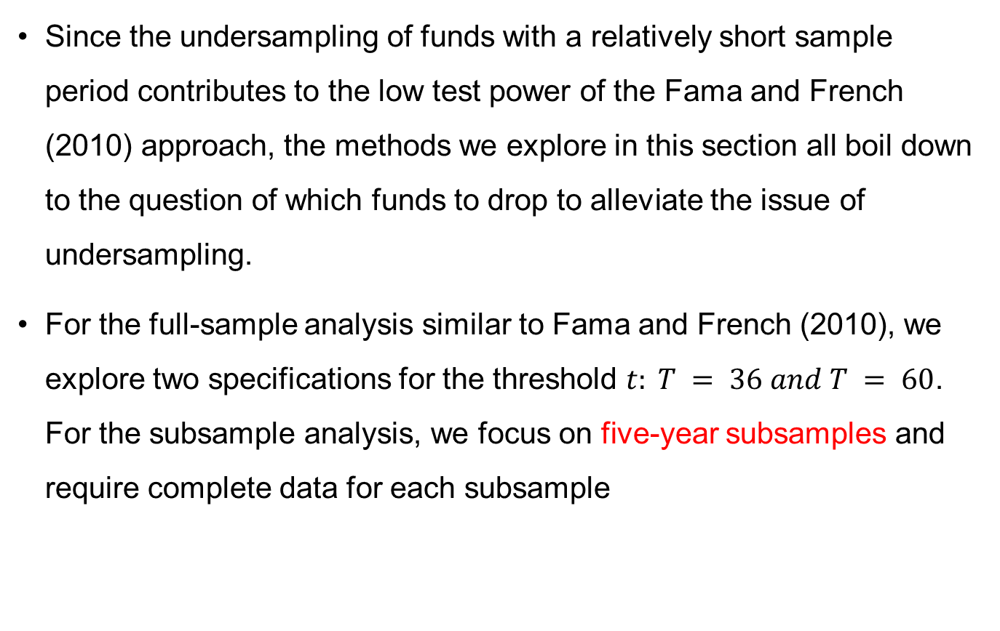 • Since the undersampling of funds with a relatively short sample
period contributes to the low test power of the Fama and French
(2010) approach, the methods we explore in this section all boil down
to the question of which funds to drop to alleviate the issue of
undersampling.
• For the full-sample analysis similar to Fama and French (2010), we
explore two specifications for the threshold 𝑡: 𝑇 = 36 𝑎𝑛𝑑 𝑇 = 60.
For the subsample analysis, we focus on five-year subsamples and
require complete data for each subsample